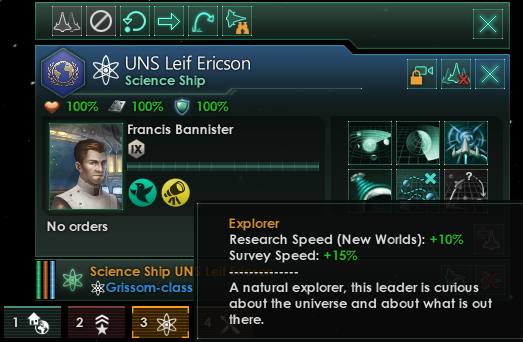 UNS Leif Ericson
Science Ship
100% 100% 100%
Francis Bannister
IX
No orders
Explorer
Research Speed (New Worlds): +10%
Survey Speed: +15%
--------------
A natural explorer, this leader is curious
about the universe and about what is out
there.
Science Ship UNS Leif Ericson
Grissom-class
1 2 3 4